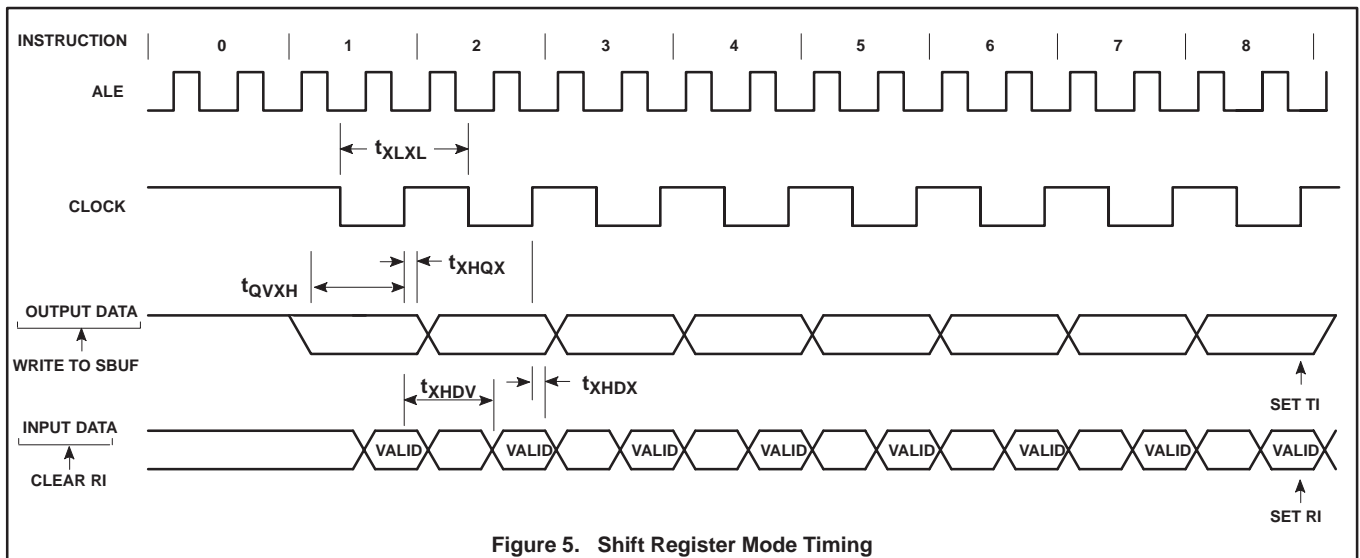 INSTRUCTION 0 1 2 3 4 5 6 7 8
ALE
tXLXL
CLOCK
tXHQX
tQVXH
OUTPUT DATA
WRITE TO SBUF
tXHDV tXHDX
SET TI
INPUT DATA
VALID VALID VALID VALID VALID VALID VALID VALID
CLEAR RI
SET RI
Figure 5. Shift Register Mode Timing